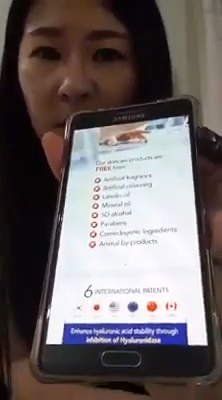 SAMSUNG
Our skincare products are
FREE from:
Artificial fragrance
Artificial colouring
Lanolin oil
Mineral oil
SD alcohol
Parabens
Comedogenic ingredients
Animal by-products
6 INTERNATIONAL PATENTS
Enhance hyaluronic acid stability through
inhibition of Hyaluronidase